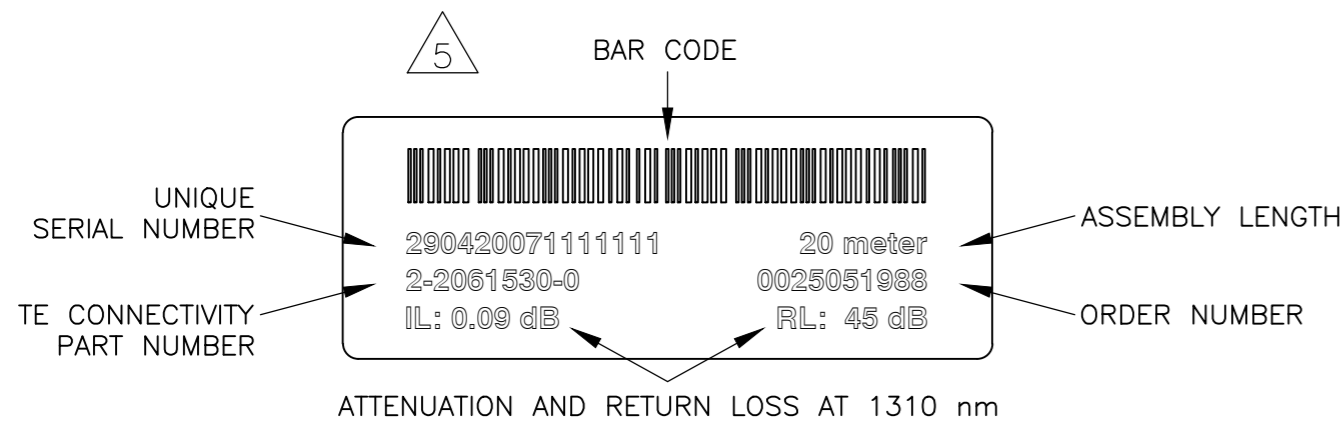 5
BAR CODE
UNIQUE
SERIAL NUMBER
290420071111111
20 meter
ASSEMBLY LENGTH
2-2061530-0
0025051988
TE CONNECTIVITY
PART NUMBER
IL: 0.09 dB
RL: 45 dB
ORDER NUMBER
ATTENUATION AND RETURN LOSS AT 1310 nm